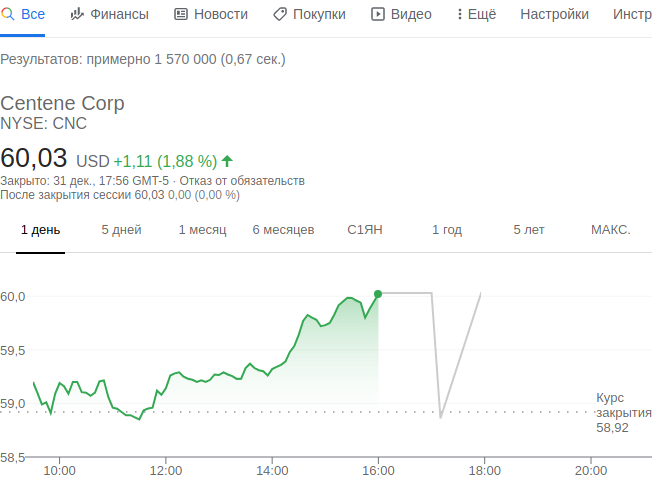 Все Финансы Новости Покупки Видео Ещё Настройки Инстр
Результатов: примерно 1 570 000 (0,67 сек.)
Centene Corp
NYSE: CNC
60,03 USD +1,11 (1,88 %)
Закрыто: 31 дек., 17:56 GMT-5 · Отказ от обязательств
После закрытия сессии 60,03 0,00 (0,00 %)
1 день 5 дней 1 месяц 6 месяцев С1ЯН 1 год 5 лет МАКС.
60,0
59,5
59,0
Курс
закрытия
58,92
58,5
10:00 12:00 14:00 16:00 18:00 20:00